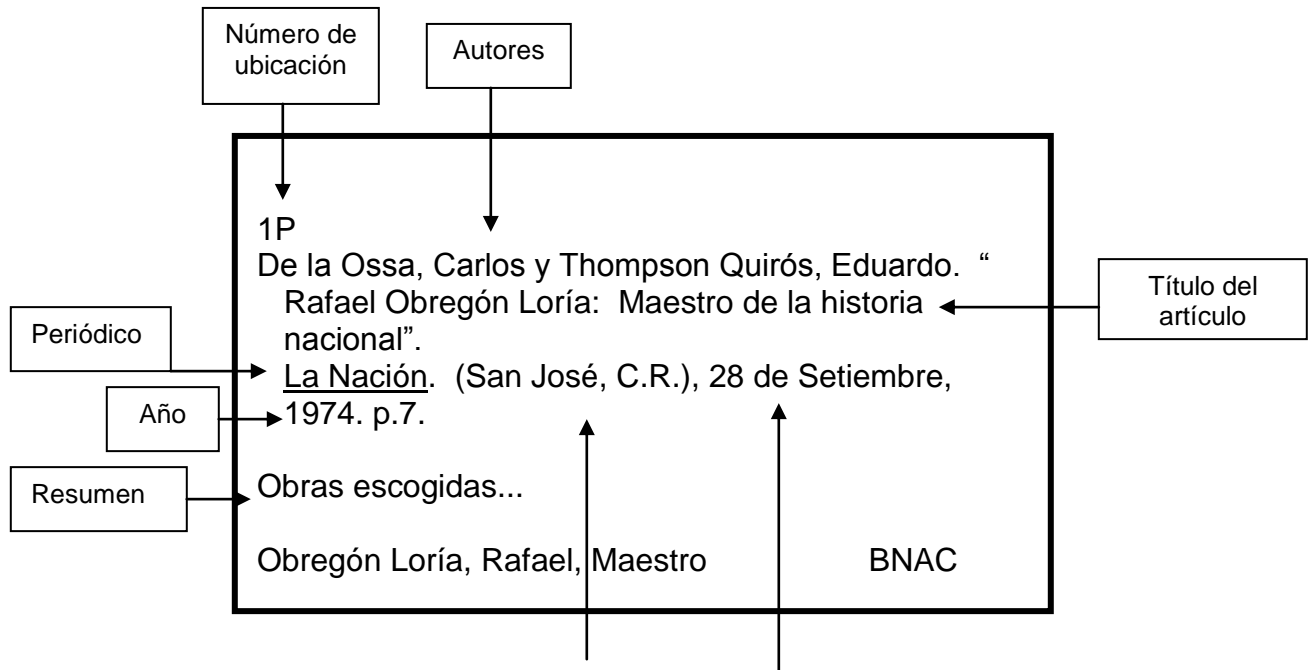 Número de
ubicación
Autores
1P
De la Ossa, Carlos y Thompson Quirós, Eduardo. “
Rafael Obregón Loría: Maestro de la historia
nacional”.
La Nación. (San José, C.R.), 28 de Setiembre,
1974. p.7.
Obras escogidas...
Obregón Loría, Rafael, Maestro BNAC
Título del
artículo
Periódico
Año
Resumen